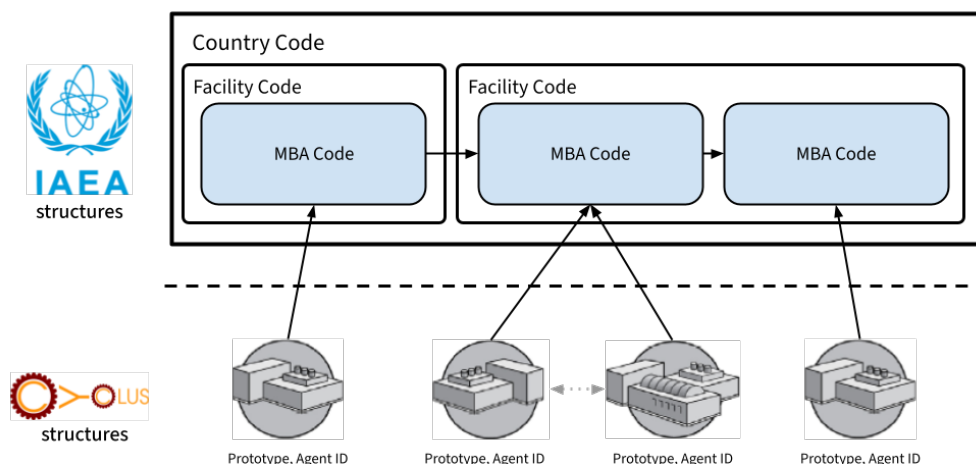 Country Code
Facility Code
Facility Code
MBA Code
MBA Code
MBA Code
IAEA
structures
CYCLUS
structures
Prototype, Agent ID
Prototype, Agent ID
Prototype, Agent ID
Prototype, Agent ID